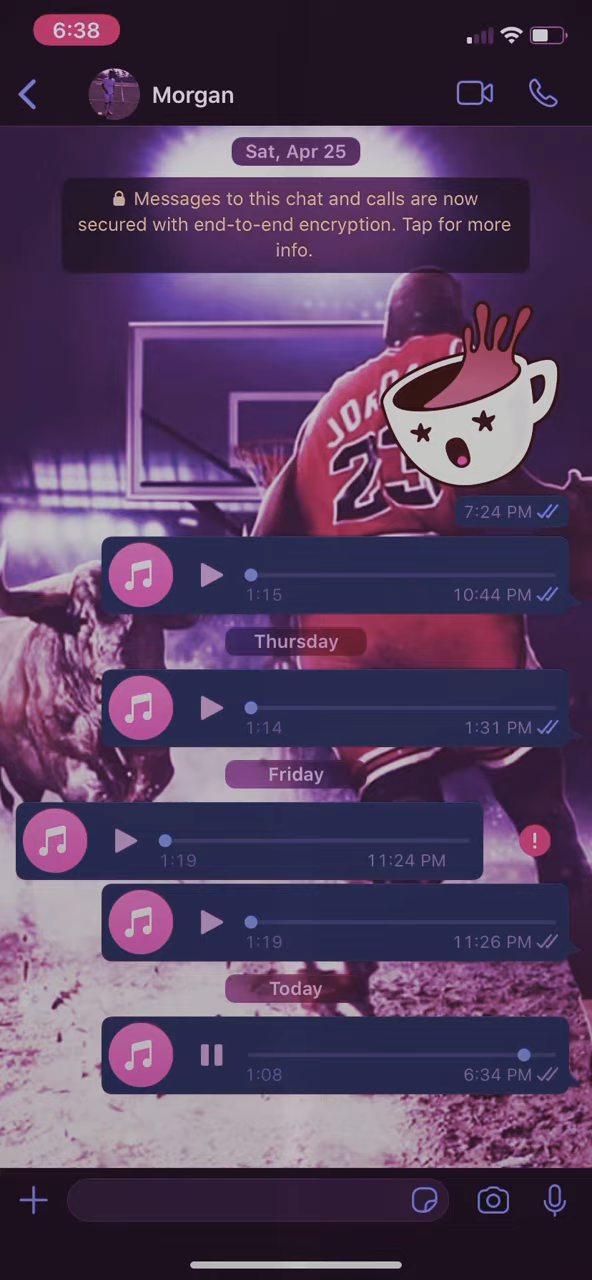 6:38
Morgan
Sat, Apr 25
Messages to this chat and calls are now
secured with end-to-end encryption. Tap for more
info.
JORDA
23
7:24 PM
1:15 10:44 PM
Thursday
1:14 1:31 PM
Friday
1:19 11:24 PM
!
1:19 11:26 PM
Today
1:08 6:34 PM